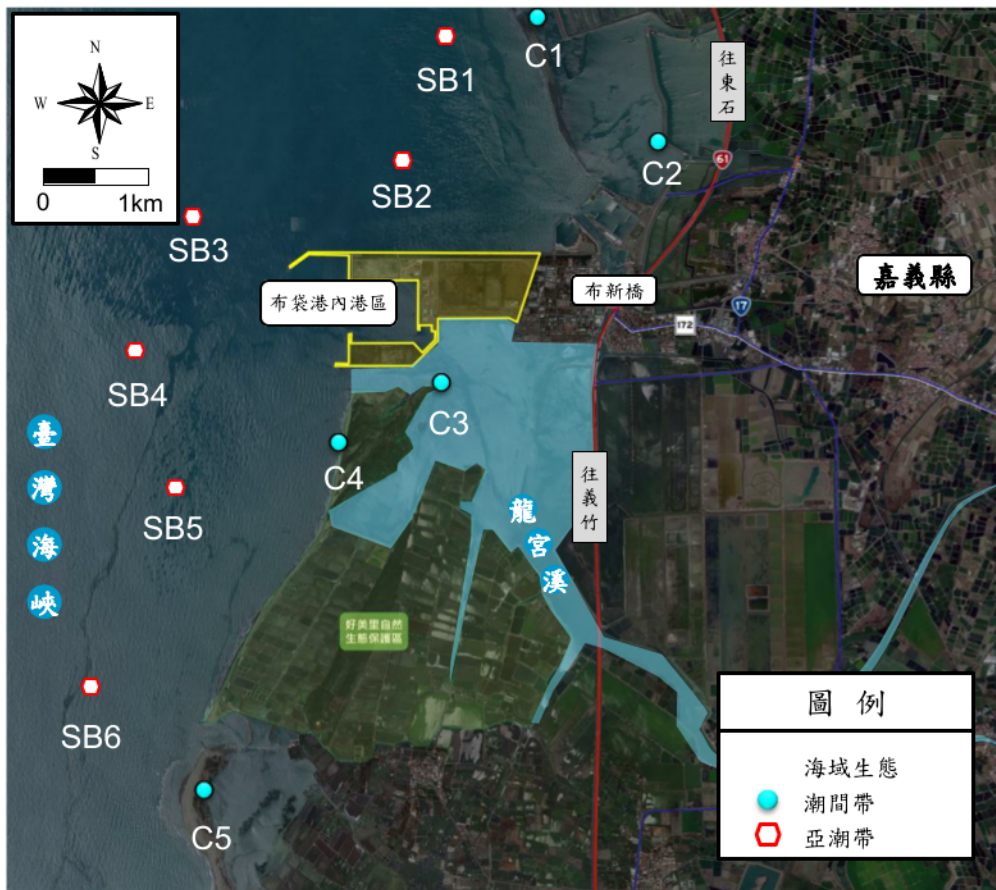 N
W
E
S
0
1km
C1
SB1
往東石
C2
61
SB2
SB3
布袋港內港區
布新橋
嘉義縣
17
172
SB4
C3
臺灣海峽
C4
往義竹
SB5
龍宮溪
好美里自然
生態保護區
SB6
圖 例
海域生態
潮間帶
亞潮帶
C5